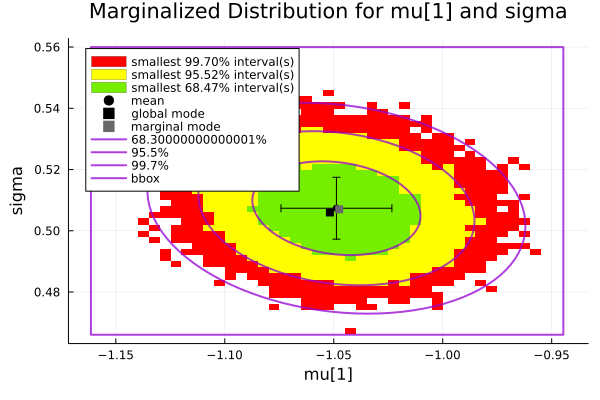 Marginalized Distribution for mu[1] and sigma
0.56
0.54
0.52
0.50
0.48
sigma
smallest 99.70% interval(s)
smallest 95.52% interval(s)
smallest 68.47% interval(s)
mean
global mode
marginal mode
68.30000000000001%
95.5%
99.7%
bbox
−1.15
−1.10
−1.05
−1.00
−0.95
mu[1]